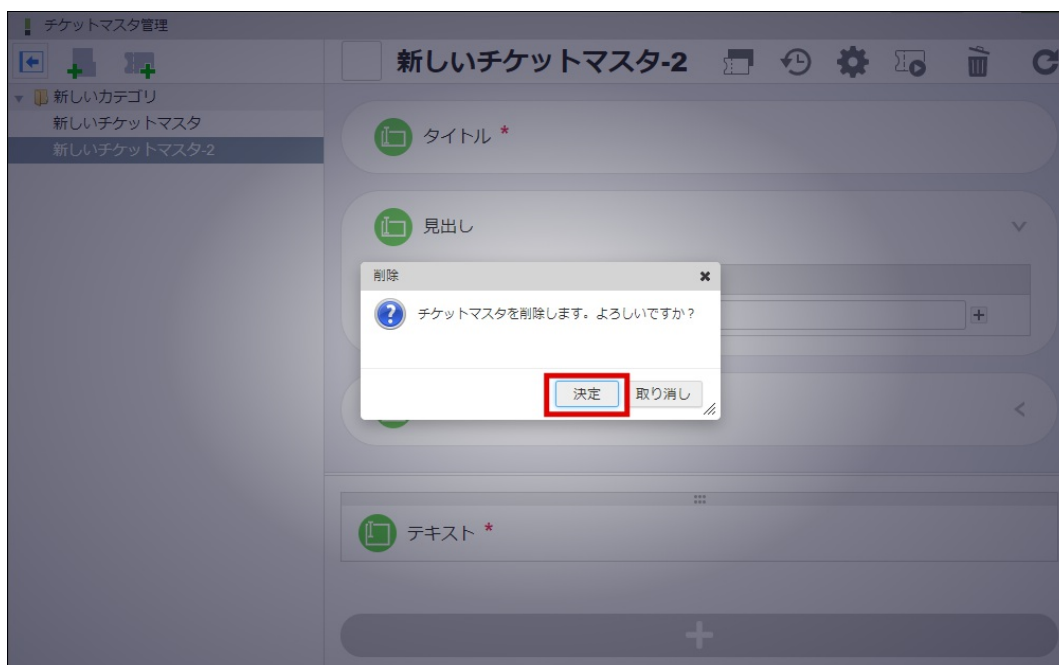 チケットマスタ管理
新しいチケットマスタ-2
新しいカテゴリ
新しいチケットマスタ
新しいチケットマスタ-2
タイトル *
見出し
削除
チケットマスタを削除します。よろしいですか？
決定
取り消し
テキスト *